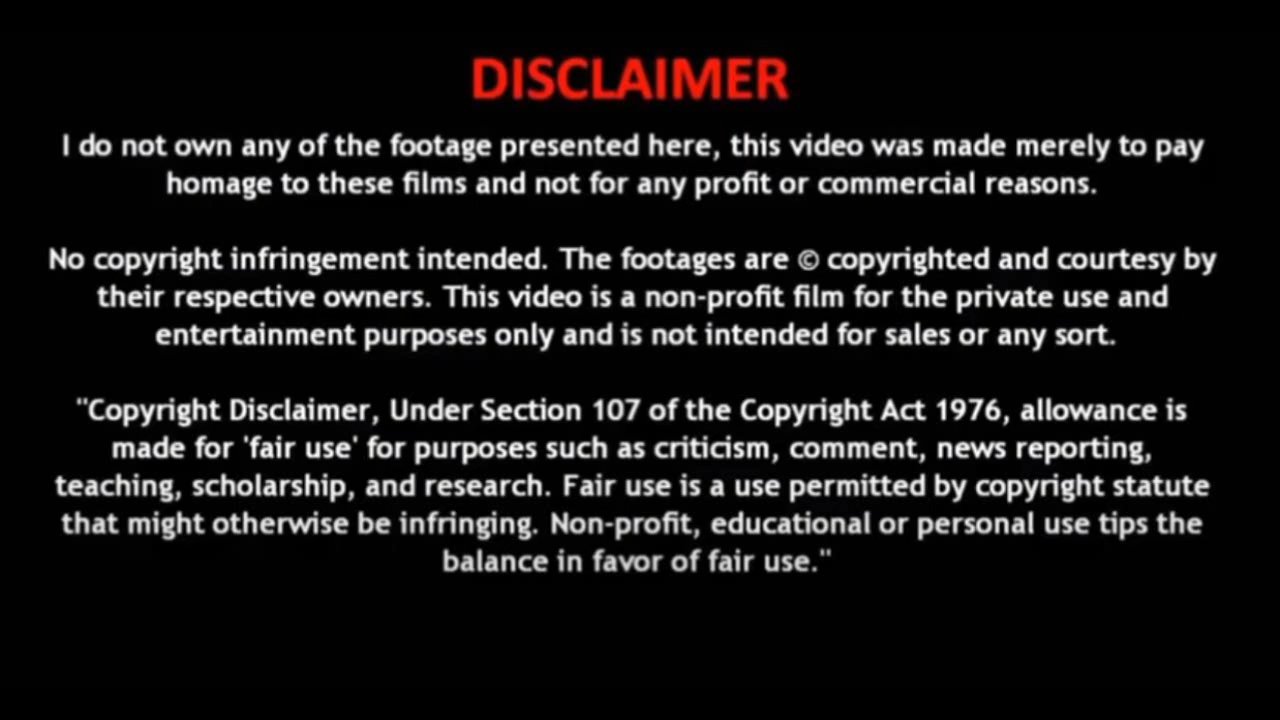 DISCLAIMER
I do not own any of the footage presented here, this video was made merely to pay
homage to these films and not for any profit or commercial reasons.
No copyright infringement intended. The footages are © copyrighted and courtesy by
their respective owners. This video is a non-profit film for the private use and
entertainment purposes only and is not intended for sales or any sort.
"Copyright Disclaimer, Under Section 107 of the Copyright Act 1976, allowance is
made for 'fair use' for purposes such as criticism, comment, news reporting,
teaching, scholarship, and research. Fair use is a use permitted by copyright statute
that might otherwise be infringing. Non-profit, educational or personal use tips the
balance in favor of fair use."